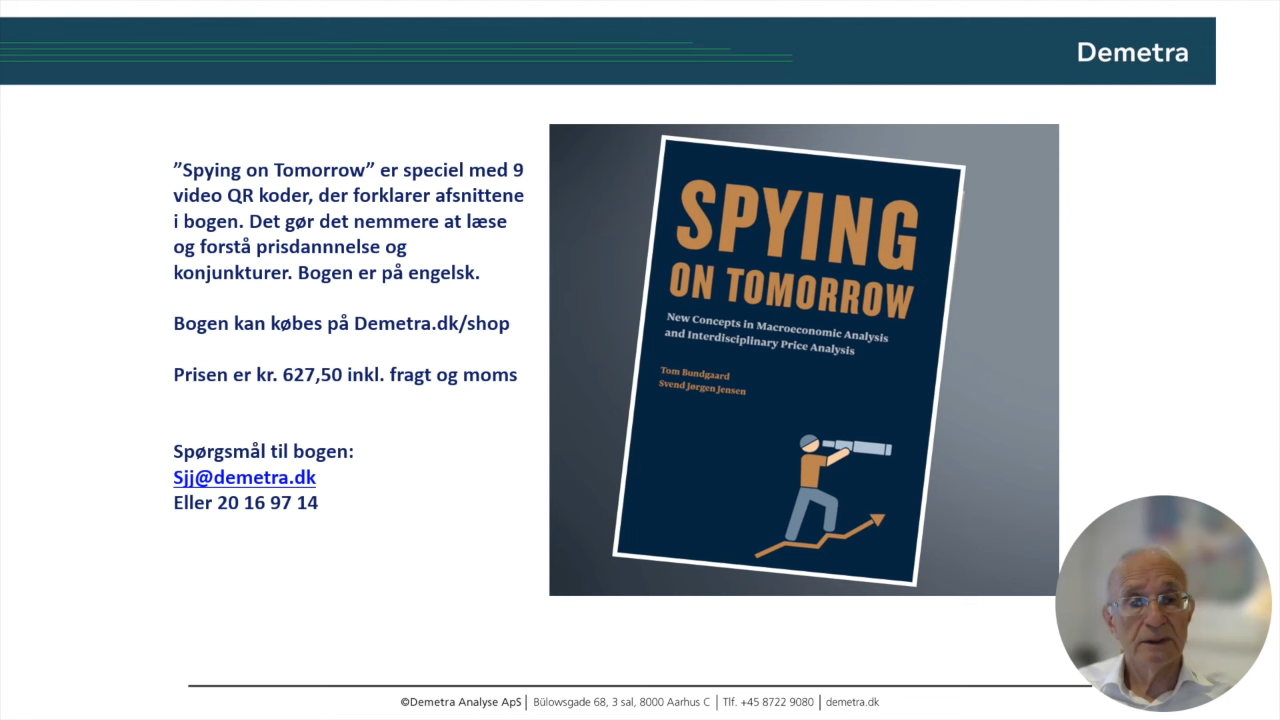 Demetra
”Spying on Tomorrow” er speciel med 9
video QR koder, der forklarer afsnittene
i bogen. Det gør det nemmere at læse
og forstå prisdannnelse og
konjunkturer. Bogen er på engelsk.
Bogen kan købes på Demetra.dk/shop
Prisen er kr. 627,50 inkl. fragt og moms
Spørgsmål til bogen:
Sjj@demetra.dk
Eller 20 16 97 14
SPYING
ON TOMORROW
New Concepts in Macroeconomic Analysis
and Interdisciplinary Price Analysis
Tom Bundgaard
Svend Jørgen Jensen
©Demetra Analyse ApS | Bülowsgade 68, 3 sal, 8000 Aarhus C | Tlf. +45 8722 9080 | demetra.dk